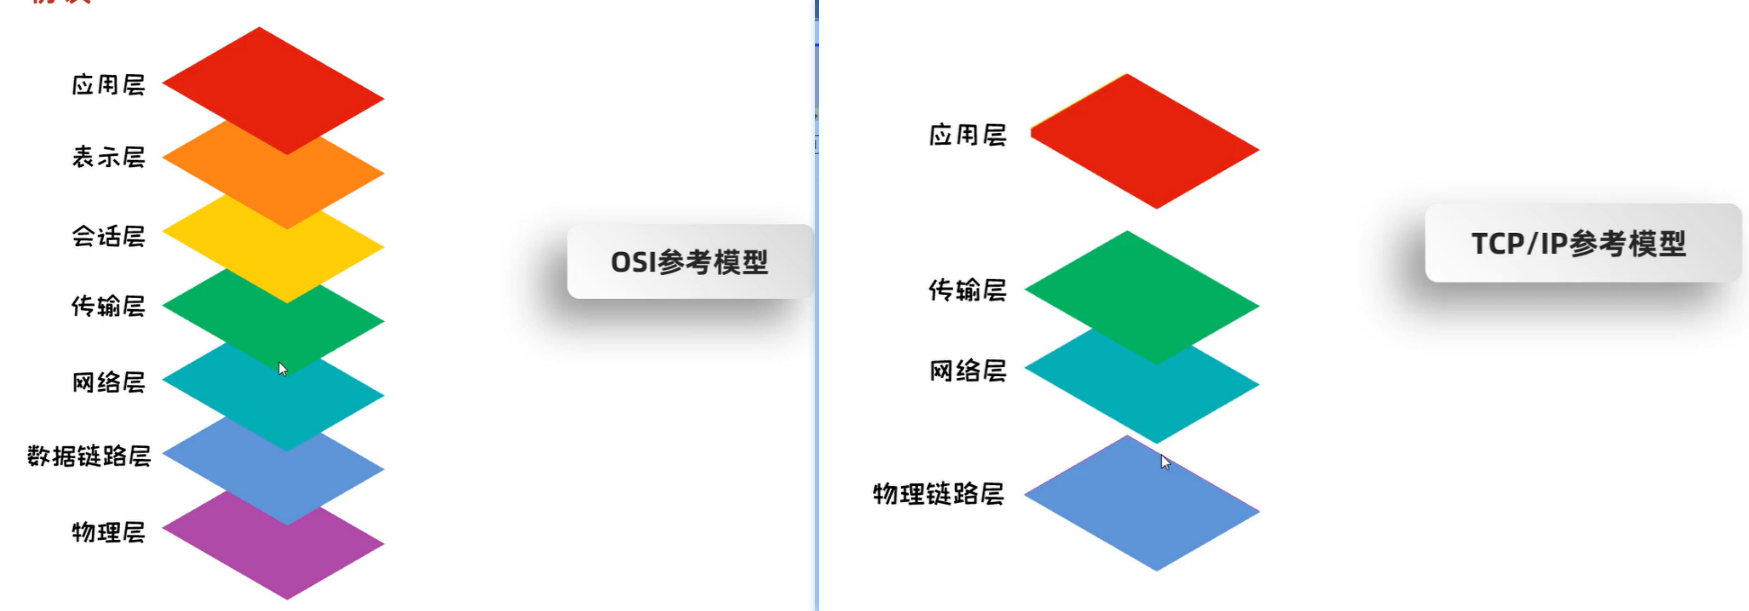 应用层
表示层
会话层
传输层
网络层
数据链路层
物理层
OSI参考模型
应用层
传输层
网络层
物理链路层
TCP/IP参考模型